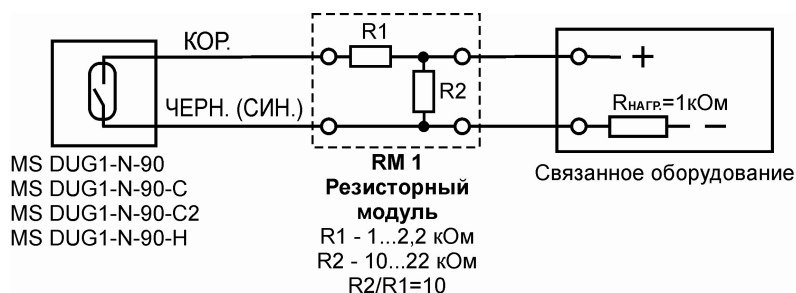 КОР.
R1
R2
+
RНАГР.=1кОм
–
ЧЕРН. (СИН.)
MS DUG1-N-90
MS DUG1-N-90-C
MS DUG1-N-90-C2
MS DUG1-N-90-H
RM 1
Резисторный
модуль
R1 - 1...2,2 кОм
R2 - 10...22 кОм
R2/R1=10
Связанное оборудование